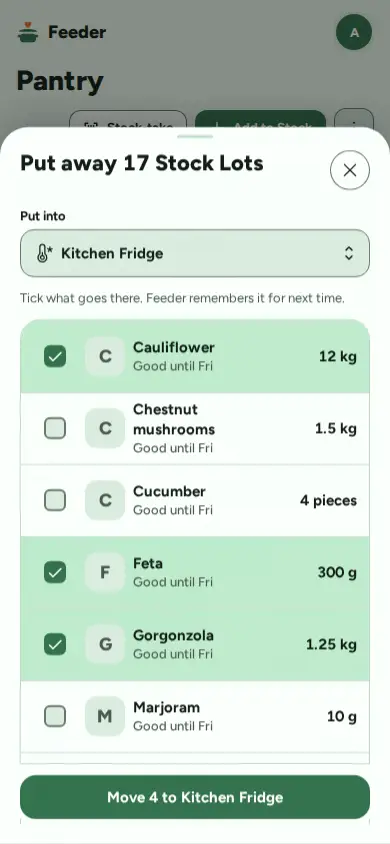 Feeder
A
Pantry
Stock-take
Add to Stock
Put away 17 Stock Lots
Put into
Kitchen Fridge
Tick what goes there. Feeder remembers it for next time.
C
Cauliflower
Good until Fri
12 kg
C
Chestnut
mushrooms
Good until Fri
1.5 kg
C
Cucumber
Good until Fri
4 pieces
F
Feta
Good until Fri
300 g
G
Gorgonzola
Good until Fri
1.25 kg
M
Marjoram
Good until Fri
10 g
Move 4 to Kitchen Fridge